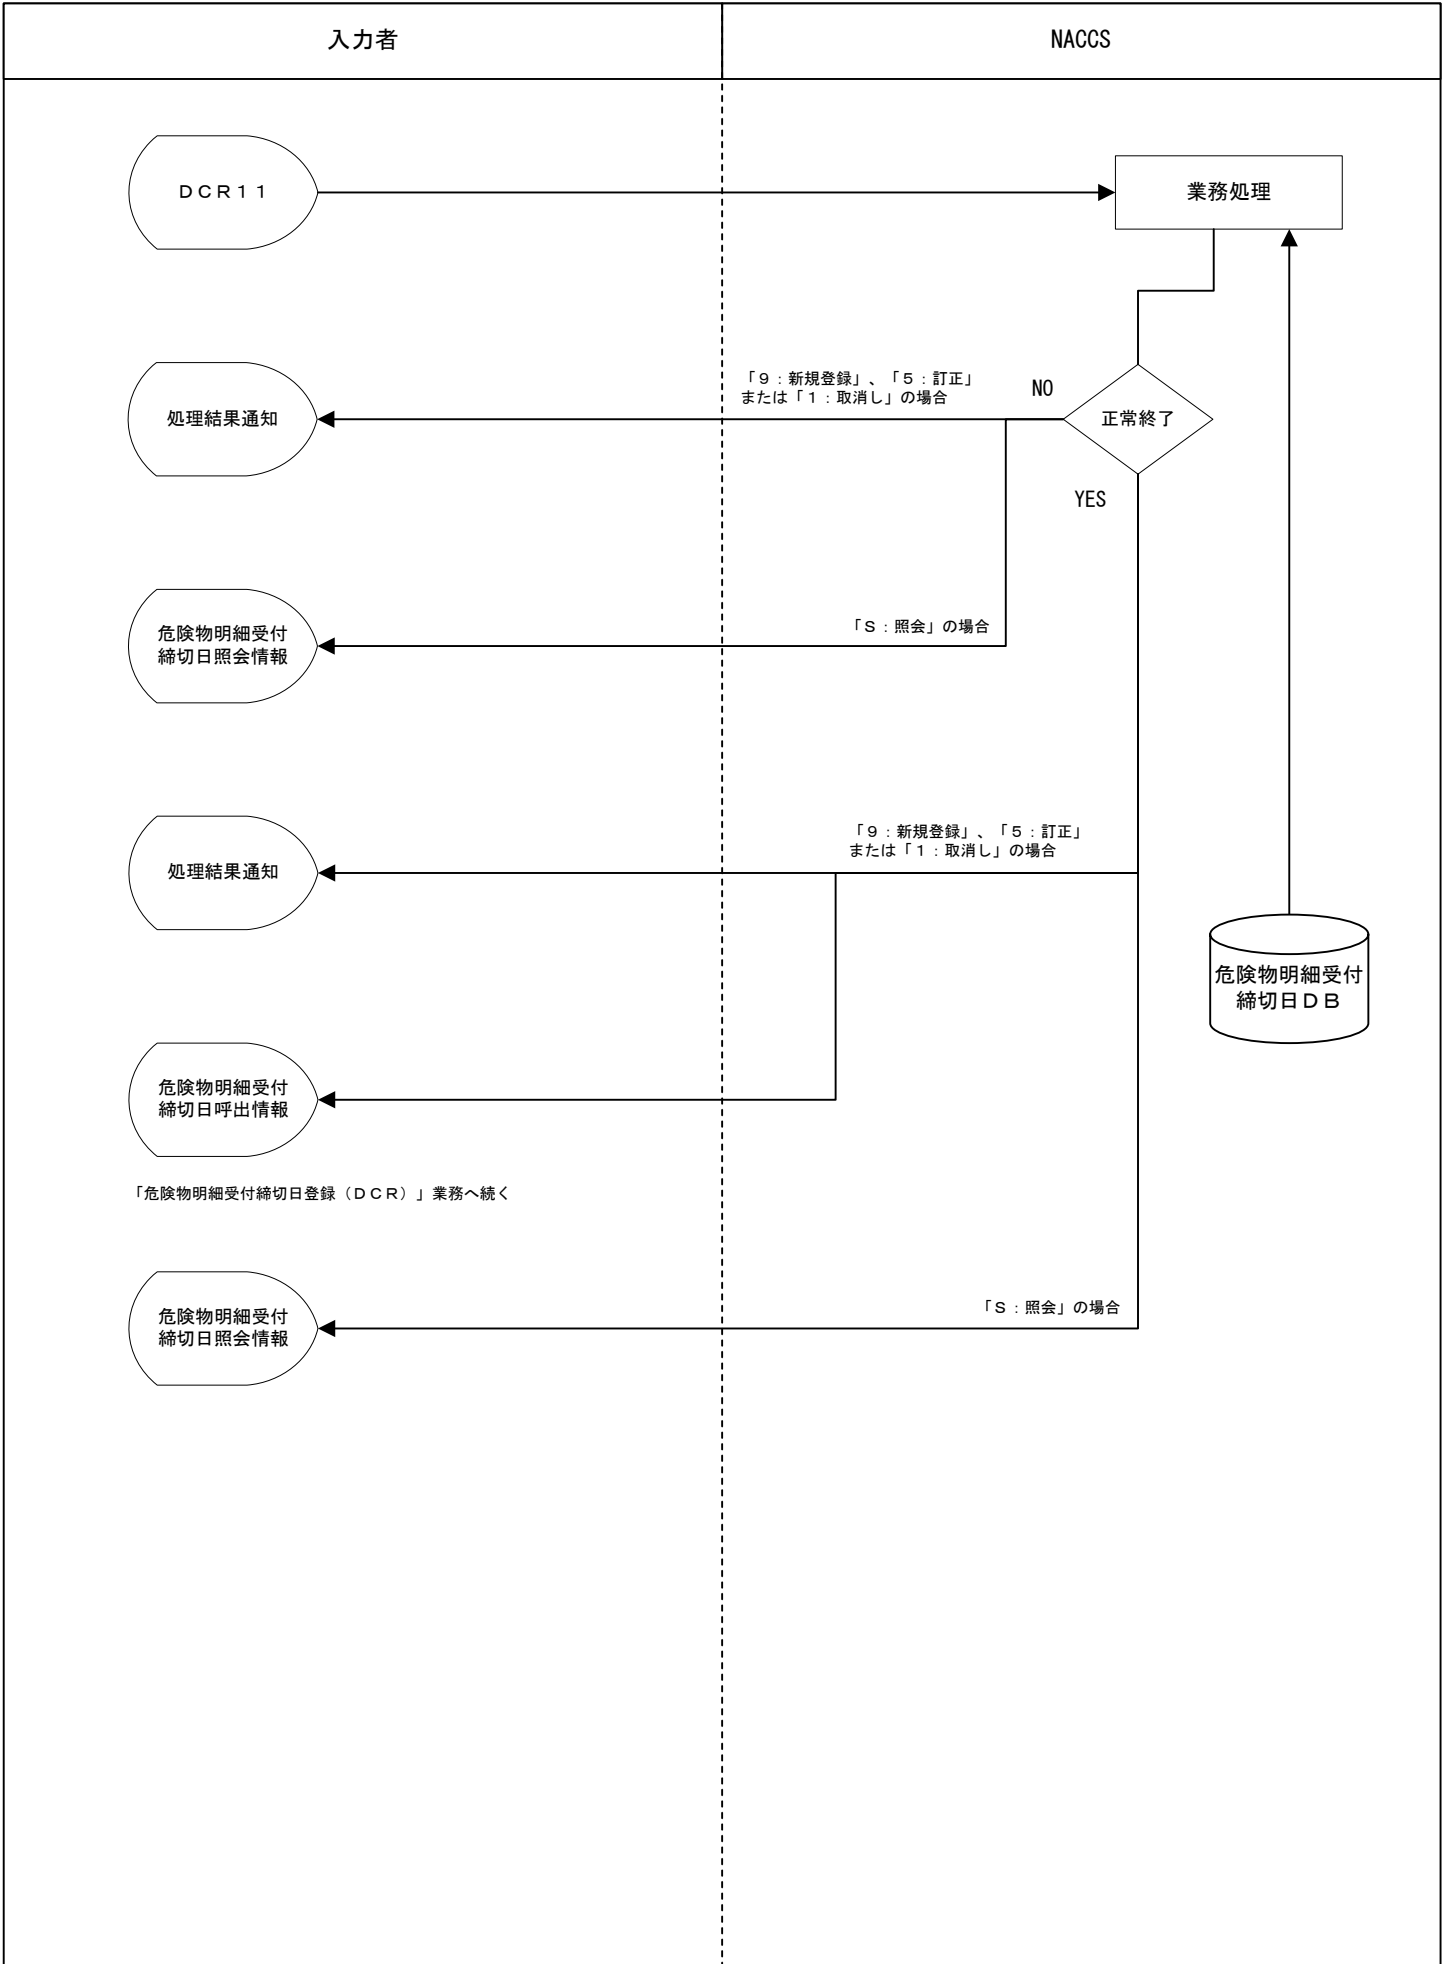 入力者
NACCS
ＤＣＲ１１
業務処理
「９：新規登録」、「５：訂正」
または「１：取消し」の場合
NO
処理結果通知
正常終了
YES
危険物明細受付
締切日照会情報
「Ｓ：照会」の場合
「９：新規登録」、「５：訂正」
または「１：取消し」の場合
処理結果通知
危険物明細受付
締切日ＤＢ
危険物明細受付
締切日呼出情報
「危険物明細受付締切日登録（ＤＣＲ）」業務へ続く
危険物明細受付
締切日照会情報
「Ｓ：照会」の場合